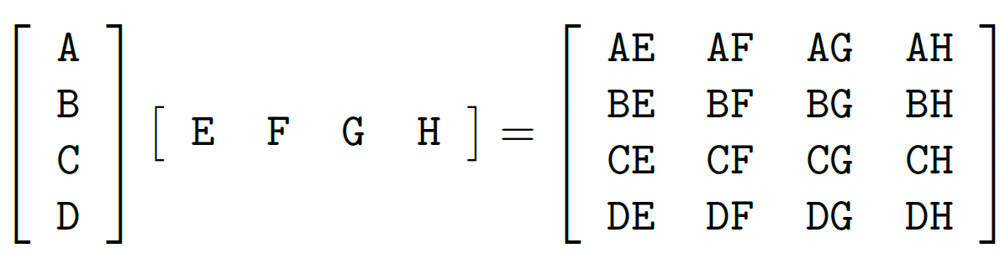 [ A B C D ] [ E F G H ] = [ AE AF AG AH
BE BF BG BH
CE CF CG CH
DE DF DG DH ]